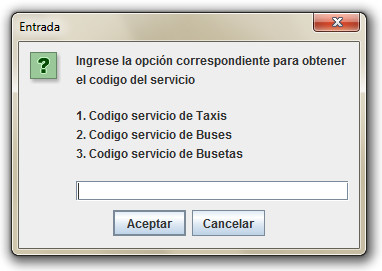 Entrada
Ingrese la opción correspondiente para obtener
el codigo del servicio
1. Codigo servicio de Taxis
2. Codigo servicio de Buses
3. Codigo servicio de Busetas
Aceptar Cancelar